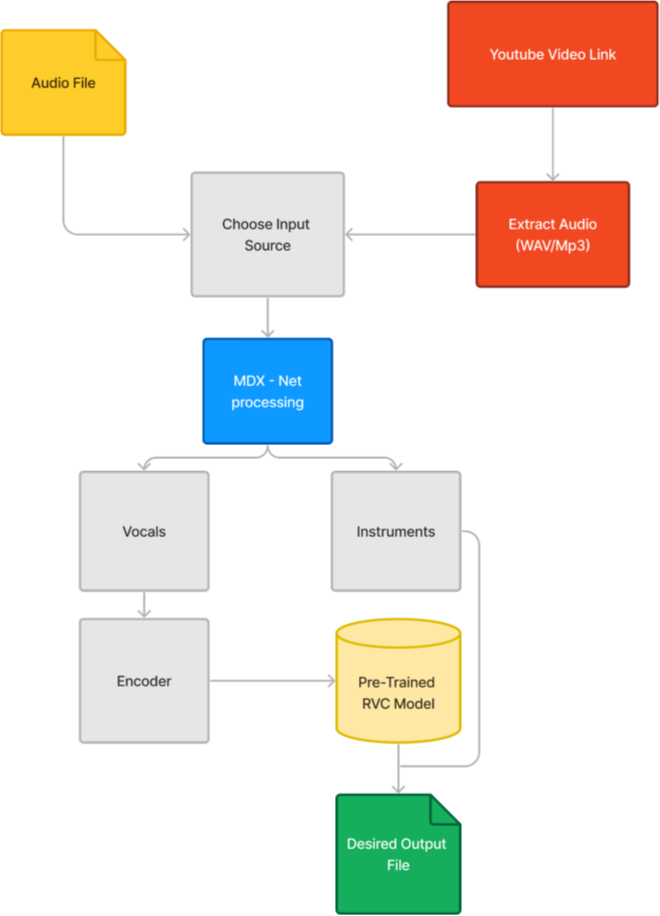 Youtube Video Link
Audio File
Choose Input
Source
Extract Audio
(WAV/Mp3)
MDX - Net
processing
Vocals
Instruments
Encoder
Pre-Trained
RVC Model
Desired Output
File